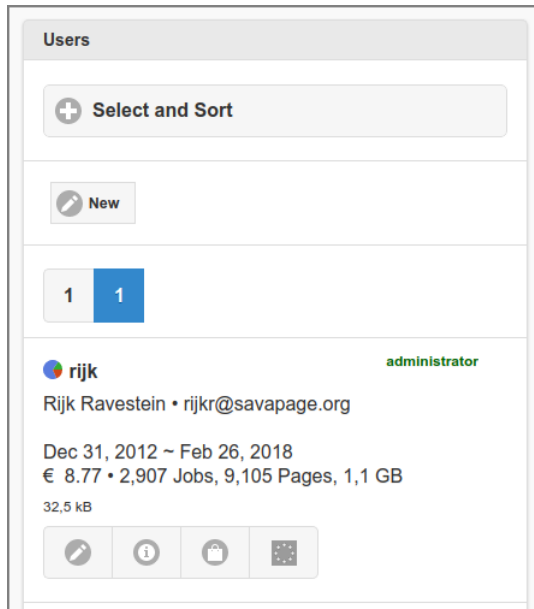 Users
Select and Sort
New
1 1
rijk administrator
Rijk Ravestein • rijkr@savapage.org
Dec 31, 2012 ~ Feb 26, 2018
€ 8.77 • 2,907 Jobs, 9,105 Pages, 1,1 GB
32,5 kB